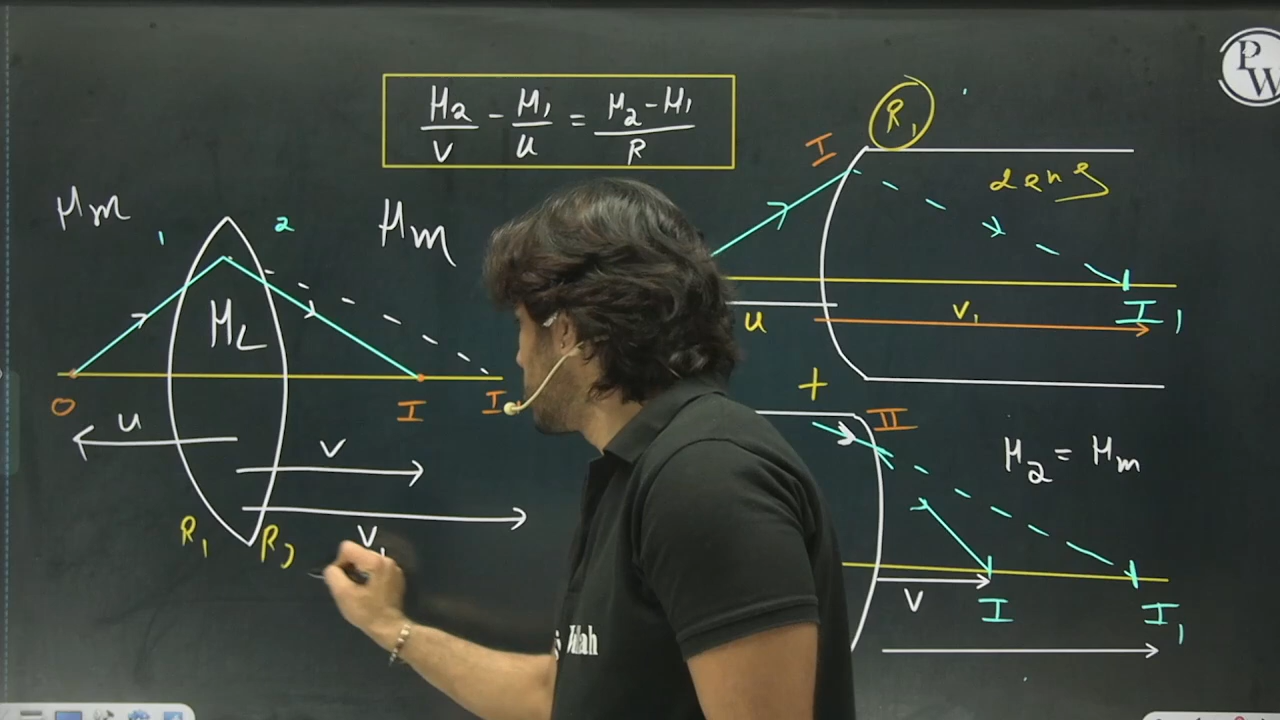 μ2/v - μ1/u = μ2-μ1/R
PW
R1
I
dens
μm
1
2
μm
μL
u
v1
I1
O
I
I
+
II
μ2 = μm
u
v
v1
R1
R2
v
I
I1